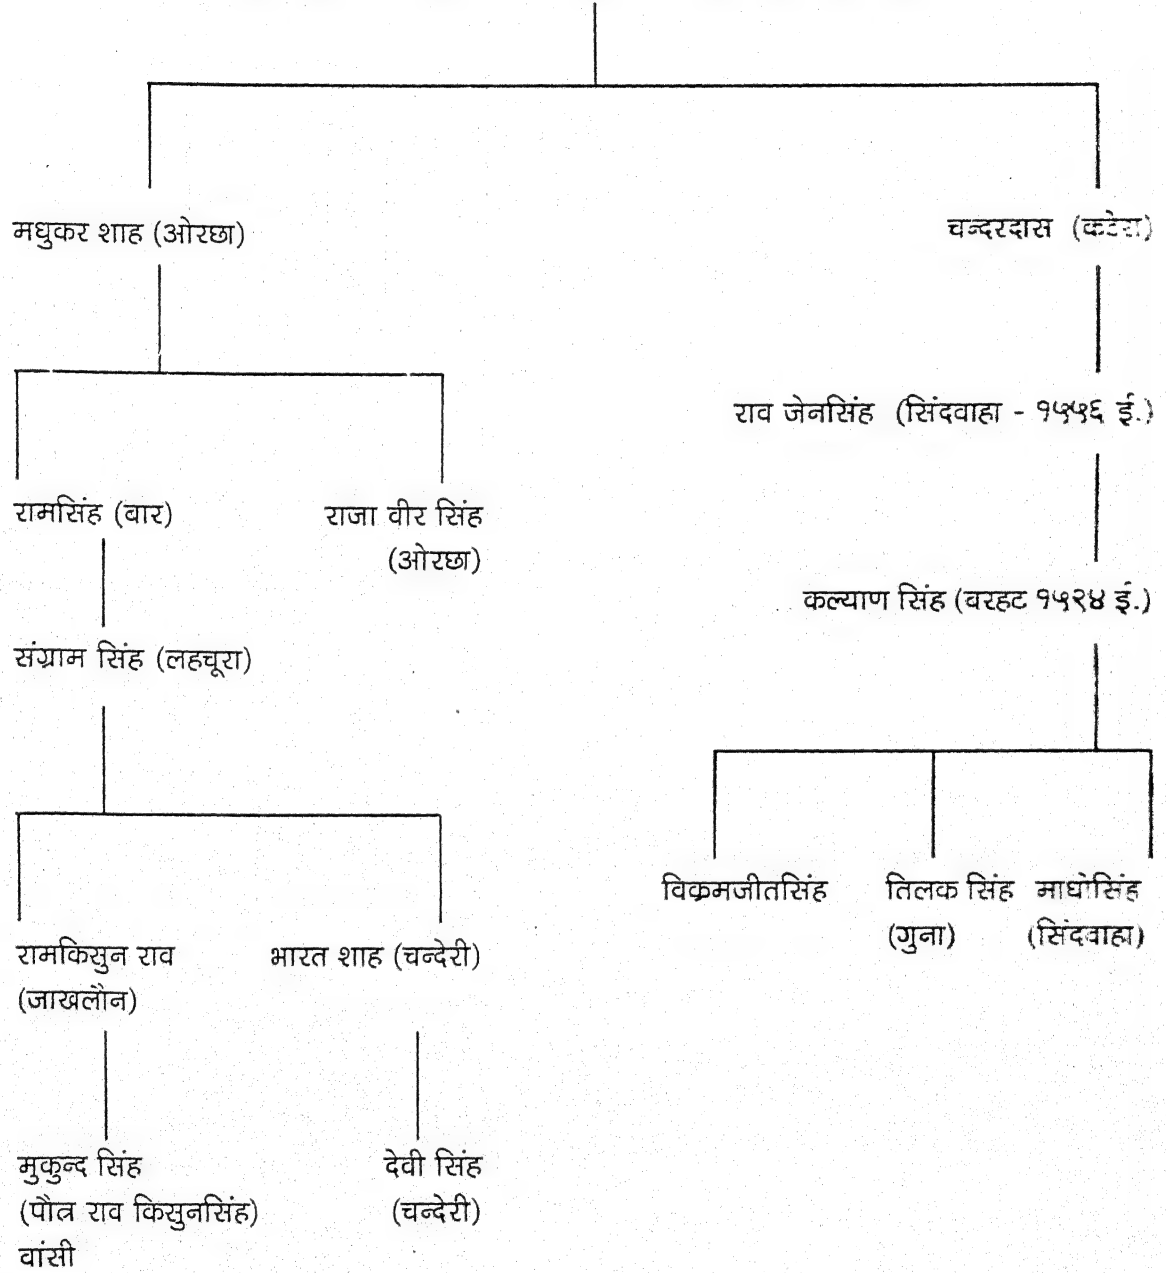 मधुकर शाह (ओरछा)
चन्दरदास (कटेरा)
राव जेनसिंह (सिंदवाहा - १५५६ ई.)
रामसिंह (बार)
राजा वीर सिंह
(ओरछा)
कल्याण सिंह (बरहट १५२४ ई.)
संग्राम सिंह (लहचूरा)
विक्रमजीतसिंह
तिलक सिंह
(गुना)
माधोसिंह
(सिंदवाहा)
रामकिसुन राव
(जाखलौन)
भारत शाह (चन्देरी)
मुकुन्द सिंह
(पौत्र राव किसुनसिंह)
वांसी
देवी सिंह
(चन्देरी)